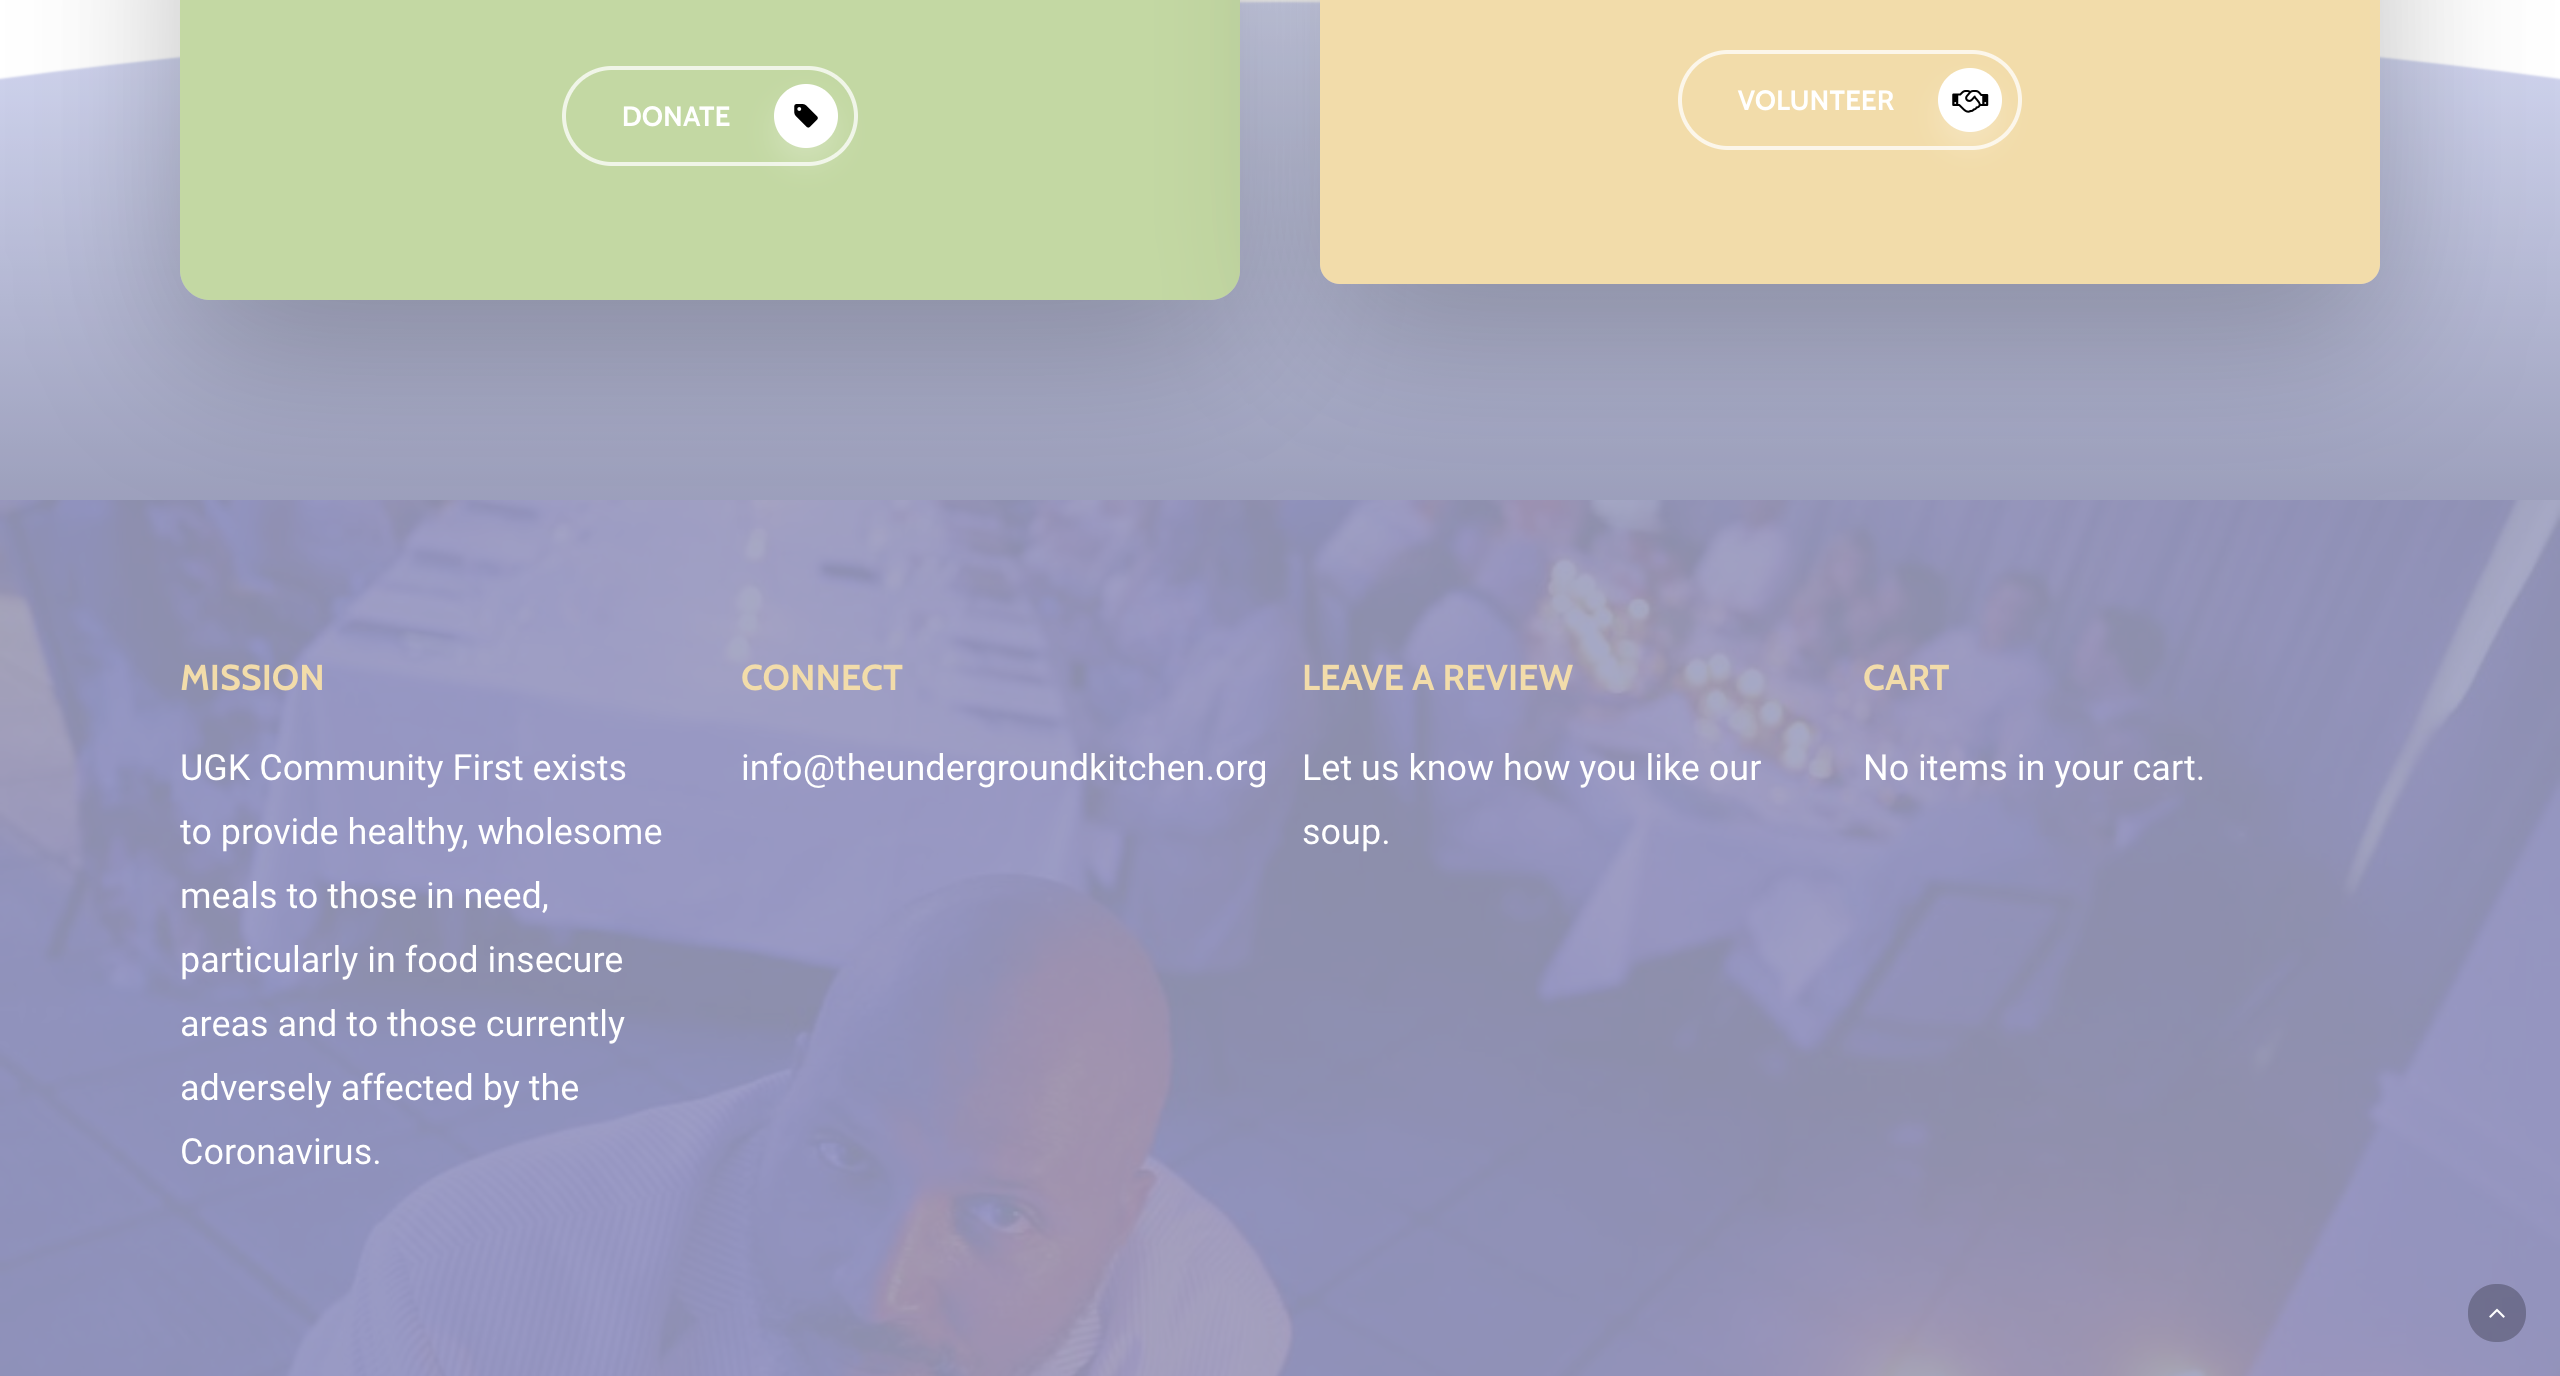 DONATE
VOLUNTEER
MISSION
UGK Community First exists
to provide healthy, wholesome
meals to those in need,
particularly in food insecure
areas and to those currently
adversely affected by the
Coronavirus.
CONNECT
info@theundergroundkitchen.org
LEAVE A REVIEW
Let us know how you like our
soup.
CART
No items in your cart.